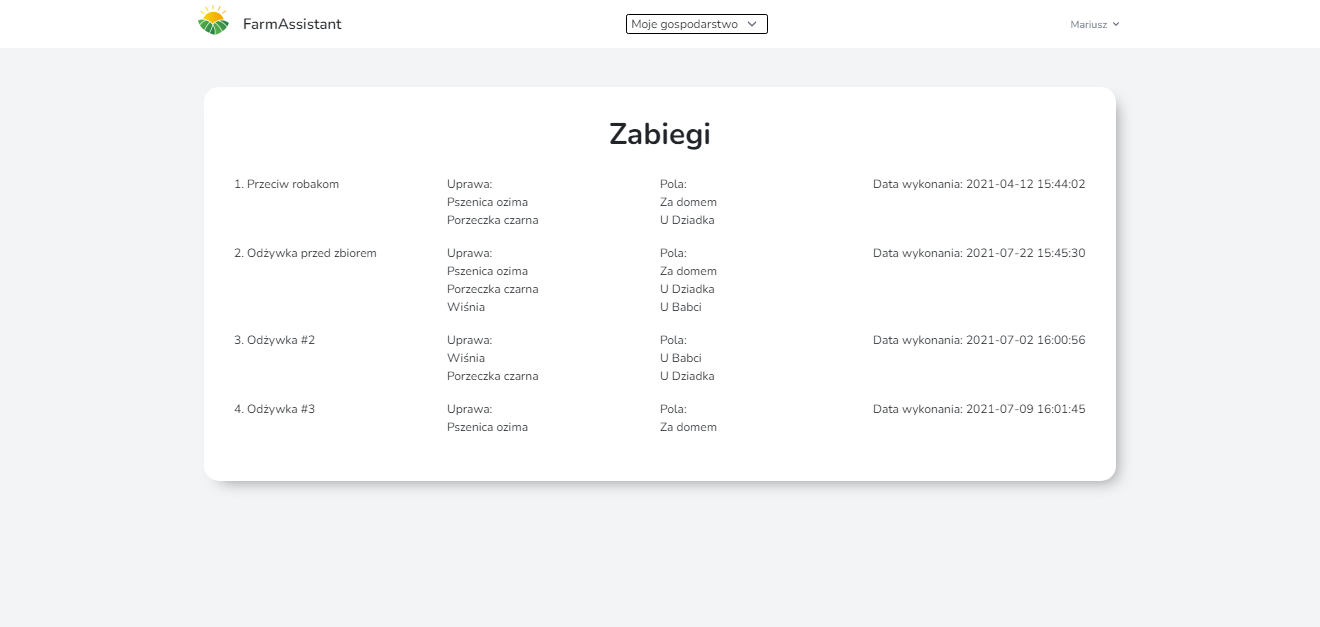 FarmAssistant
Moje gospodarstwo
Mariusz
Zabiegi
1. Przeciw robakom
Uprawa:
Pszenica ozima
Porzeczka czarna
Pola:
Za domem
U Dziadka
Data wykonania: 2021-04-12 15:44:02
2. Odżywka przed zbiorem
Uprawa:
Pszenica ozima
Porzeczka czarna
Wiśnia
Pola:
Za domem
U Dziadka
U Babci
Data wykonania: 2021-07-22 15:45:30
3. Odżywka #2
Uprawa:
Wiśnia
Porzeczka czarna
Pola:
U Babci
U Dziadka
Data wykonania: 2021-07-02 16:00:56
4. Odżywka #3
Uprawa:
Pszenica ozima
Pola:
Za domem
Data wykonania: 2021-07-09 16:01:45